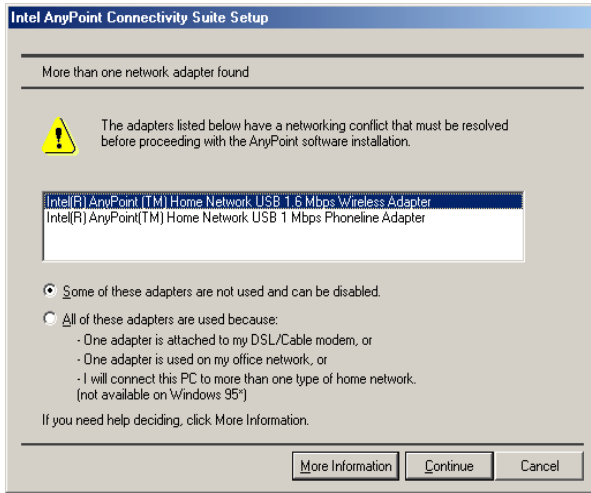 Intel AnyPoint Connectivity Suite Setup
More than one network adapter found
The adapters listed below have a networking conflict that must be resolved
before proceeding with the AnyPoint software installation.
Intel(R) AnyPoint (TM) Home Network USB 1.6 Mbps Wireless Adapter
Intel(R) AnyPoint(TM) Home Network USB 1 Mbps Phoneline Adapter
Some of these adapters are not used and can be disabled.
All of these adapters are used because:
- One adapter is attached to my DSL/Cable modem, or
- One adapter is used on my office network, or
- I will connect this PC to more than one type of home network.
(not available on Windows 95*)
If you need help deciding, click More Information.
More Information Continue Cancel